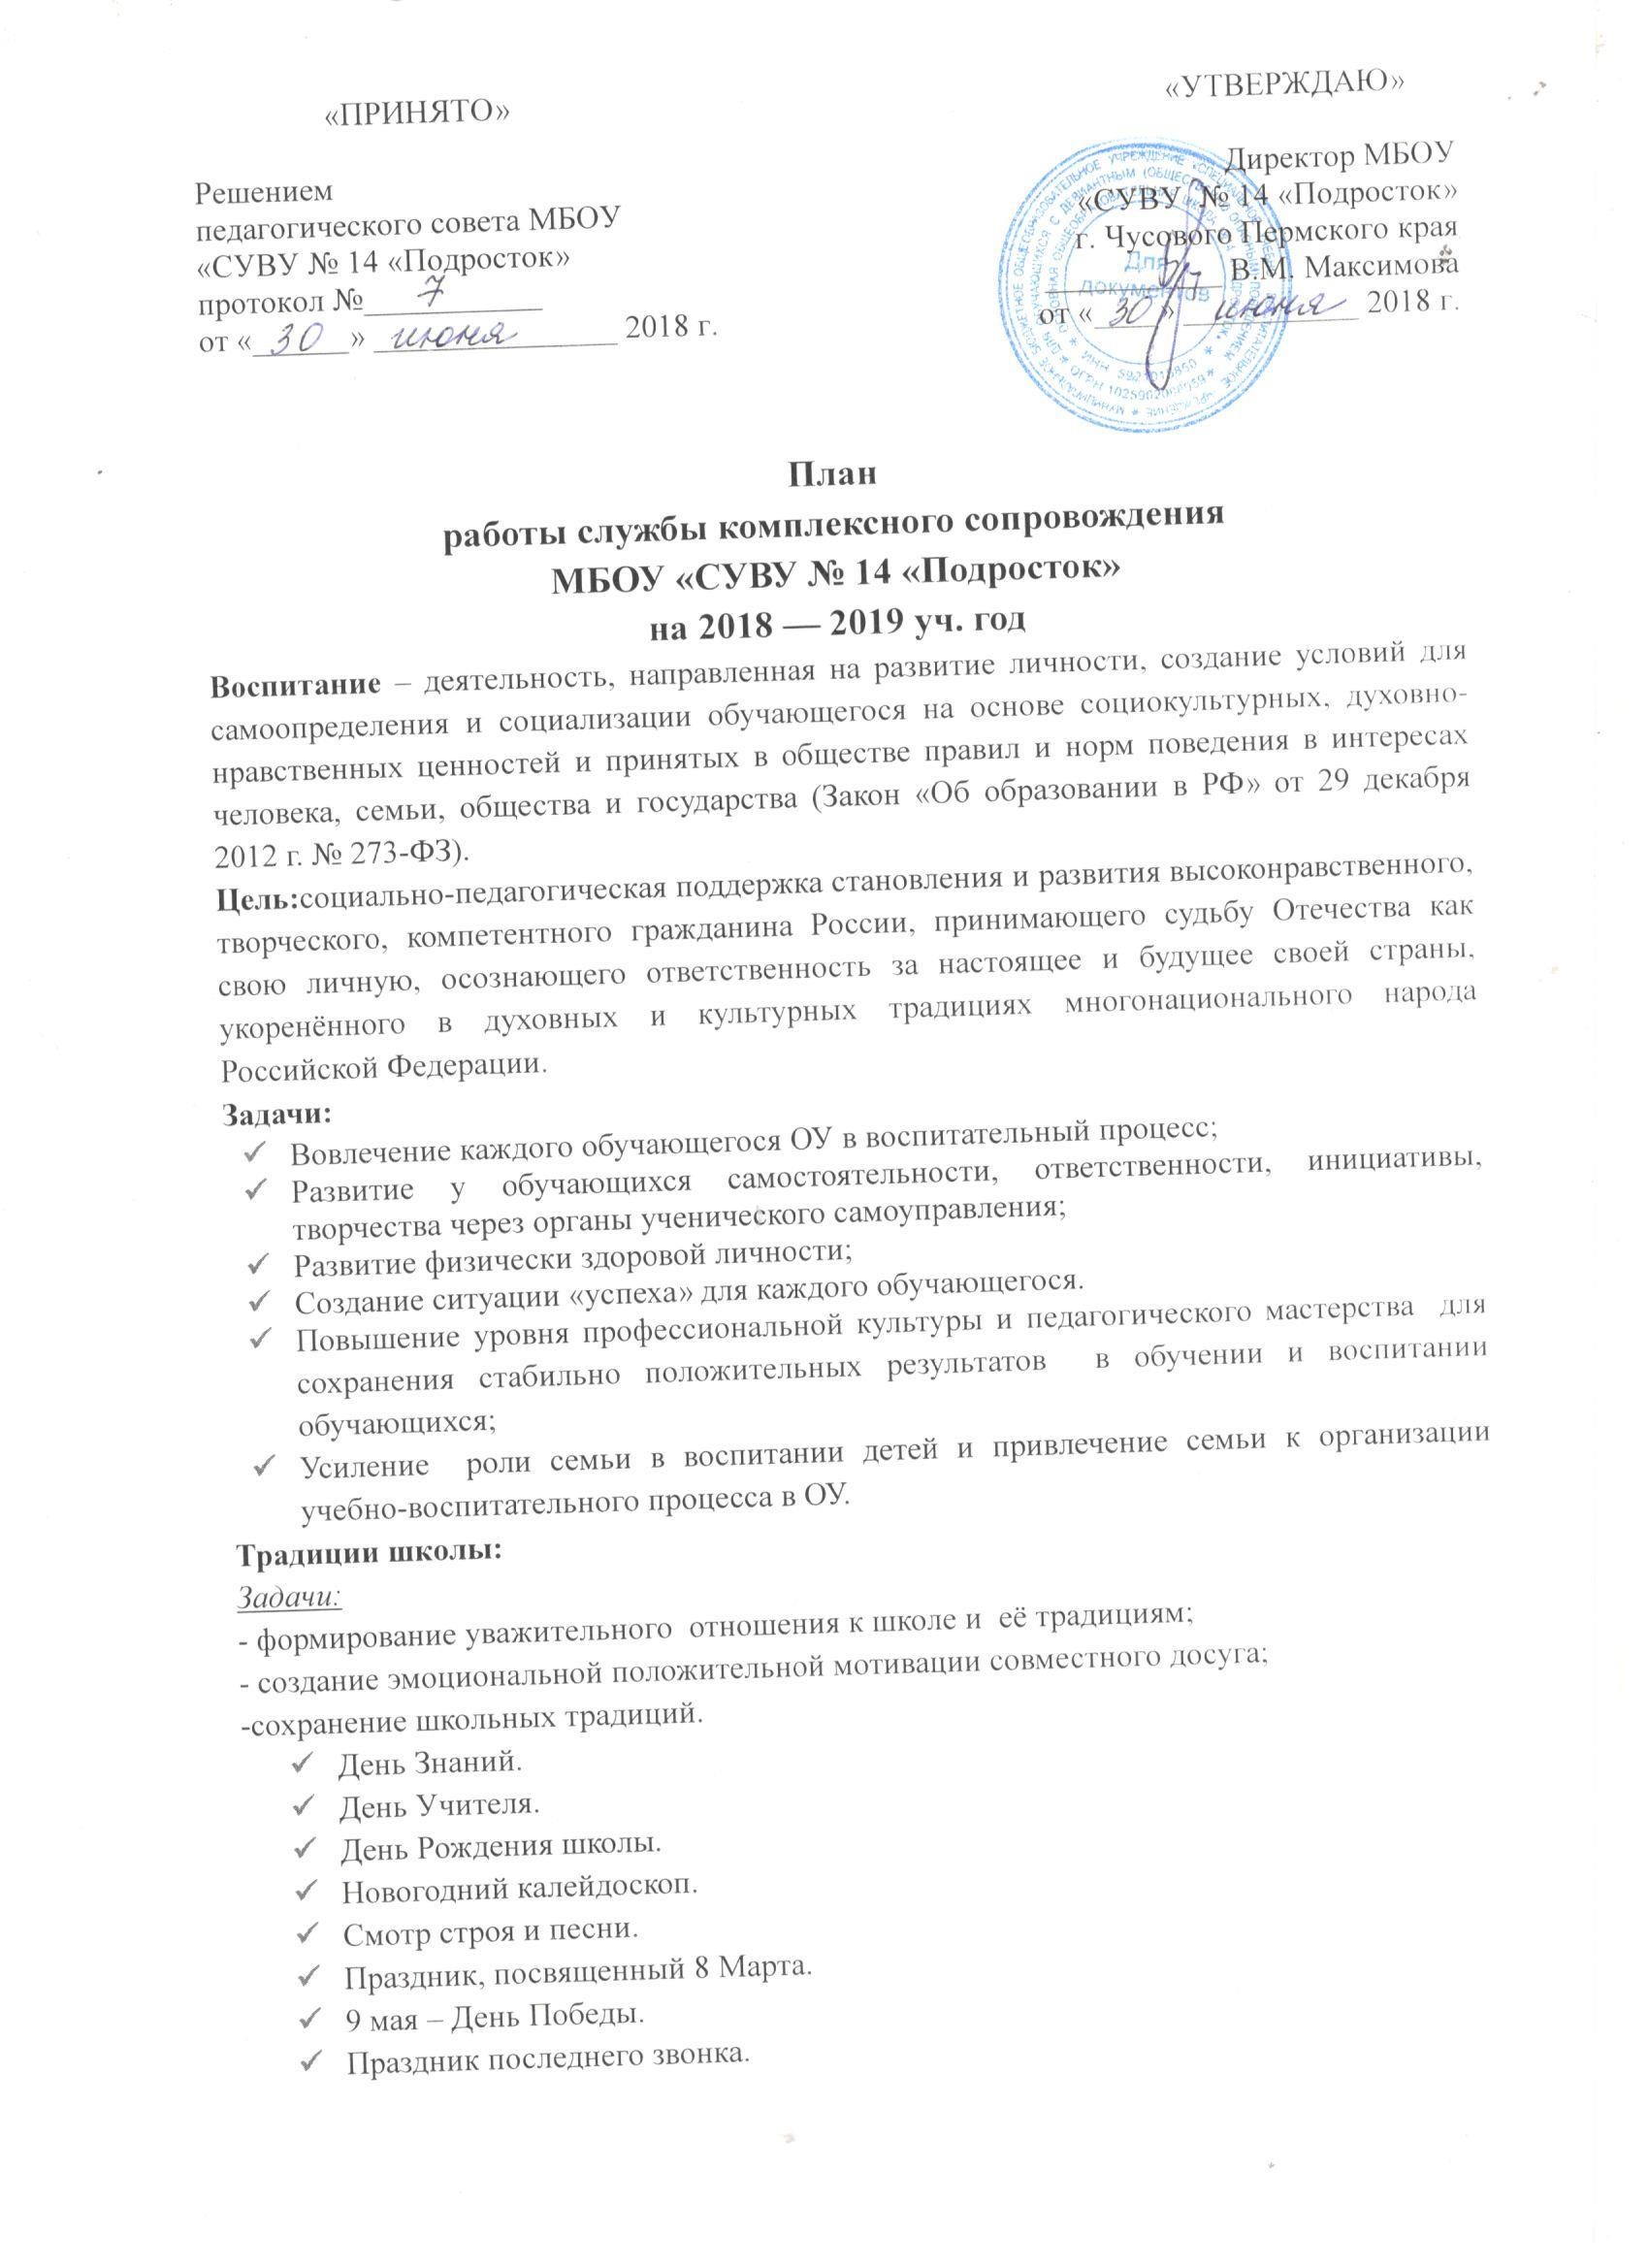 «ПРИНЯТО»
Решением
педагогического совета МБОУ
«СУВУ № 14 «Подросток»
протокол № 7
от « 30 » июня 2018 г.
«УТВЕРЖДАЮ»
Директор МБОУ
«СУВУ № 14 «Подросток»
г. Чусового Пермского края
В.М. Максимова
от « 30 » июня 2018 г.
Для
документов
План
работы службы комплексного сопровождения
МБОУ «СУВУ № 14 «Подросток»
на 2018 — 2019 уч. год
Воспитание – деятельность, направленная на развитие личности, создание условий для
самоопределения и социализации обучающегося на основе социокультурных, духовно-
нравственных ценностей и принятых в обществе правил и норм поведения в интересах
человека, семьи, общества и государства (Закон «Об образовании в РФ» от 29 декабря
2012 г. № 273-ФЗ).
Цель:социально-педагогическая поддержка становления и развития высоконравственного,
творческого, компетентного гражданина России, принимающего судьбу Отечества как
свою личную, осознающего ответственность за настоящее и будущее своей страны,
укоренённого в духовных и культурных традициях многонационального народа
Российской Федерации.
Задачи:
✓ Вовлечение каждого обучающегося ОУ в воспитательный процесс;
✓ Развитие у обучающихся самостоятельности, ответственности, инициативы,
творчества через органы ученического самоуправления;
✓ Развитие физически здоровой личности;
✓ Создание ситуации «успеха» для каждого обучающегося.
✓ Повышение уровня профессиональной культуры и педагогического мастерства для
сохранения стабильно положительных результатов в обучении и воспитании
обучающихся;
✓ Усиление роли семьи в воспитании детей и привлечение семьи к организации
учебно-воспитательного процесса в ОУ.
Традиции школы:
Задачи:
- формирование уважительного отношения к школе и её традициям;
- создание эмоциональной положительной мотивации совместного досуга;
-сохранение школьных традиций.
✓ День Знаний.
✓ День Учителя.
✓ День Рождения школы.
✓ Новогодний калейдоскоп.
✓ Смотр строя и песни.
✓ Праздник, посвященный 8 Марта.
✓ 9 мая – День Победы.
✓ Праздник последнего звонка.